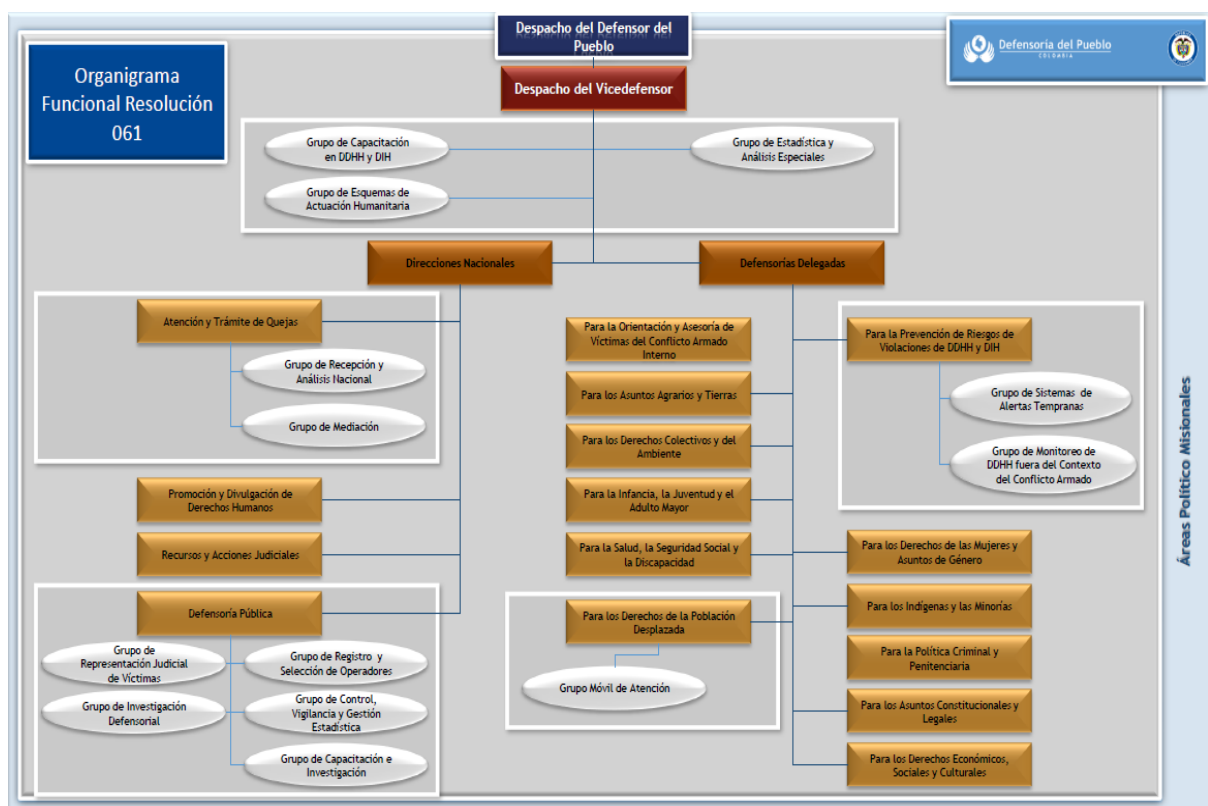 Despacho del Defensor del
Pueblo
Defensoría del Pueblo
COLOMBIA
Organigrama
Funcional Resolución
061
Despacho del Vicedefensor
Grupo de Capacitación
en DDHH y DIH
Grupo de Estadística y
Análisis Especiales
Grupo de Esquemas de
Actuación Humanitaria
Direcciones Nacionales
Defensorías Delegadas
Atención y Trámite de Quejas
Grupo de Recepción y
Análisis Nacional
Grupo de Mediación
Promoción y Divulgación de
Derechos Humanos
Recursos y Acciones Judiciales
Defensoría Pública
Grupo de
Representación Judicial
de Víctimas
Grupo de Registro y
Selección de Operadores
Grupo de Investigación
Defensorial
Grupo de Control,
Vigilancia y Gestión
Estadística
Grupo de Capacitación e
Investigación
Para la Orientación y Asesoría de
Víctimas del Conflicto Armado
Interno
Para los Asuntos Agrarios y Tierras
Para los Derechos Colectivos y del
Ambiente
Para la Infancia, la Juventud y el
Adulto Mayor
Para la Salud, la Seguridad Social y
la Discapacidad
Para los Derechos de la Población
Desplazada
Grupo Móvil de Atención
Para la Prevención de Riesgos de
Violaciones de DDHH y DIH
Grupo de Sistemas de
Alertas Tempranas
Grupo de Monitoreo de
DDHH fuera del Contexto
del Conflicto Armado
Para los Derechos de las Mujeres y
Asuntos de Género
Para los Indígenas y las Minorías
Para la Política Criminal y
Penitenciaria
Para los Asuntos Constitucionales y
Legales
Para los Derechos Económicos,
Sociales y Culturales
Áreas Político Misionales